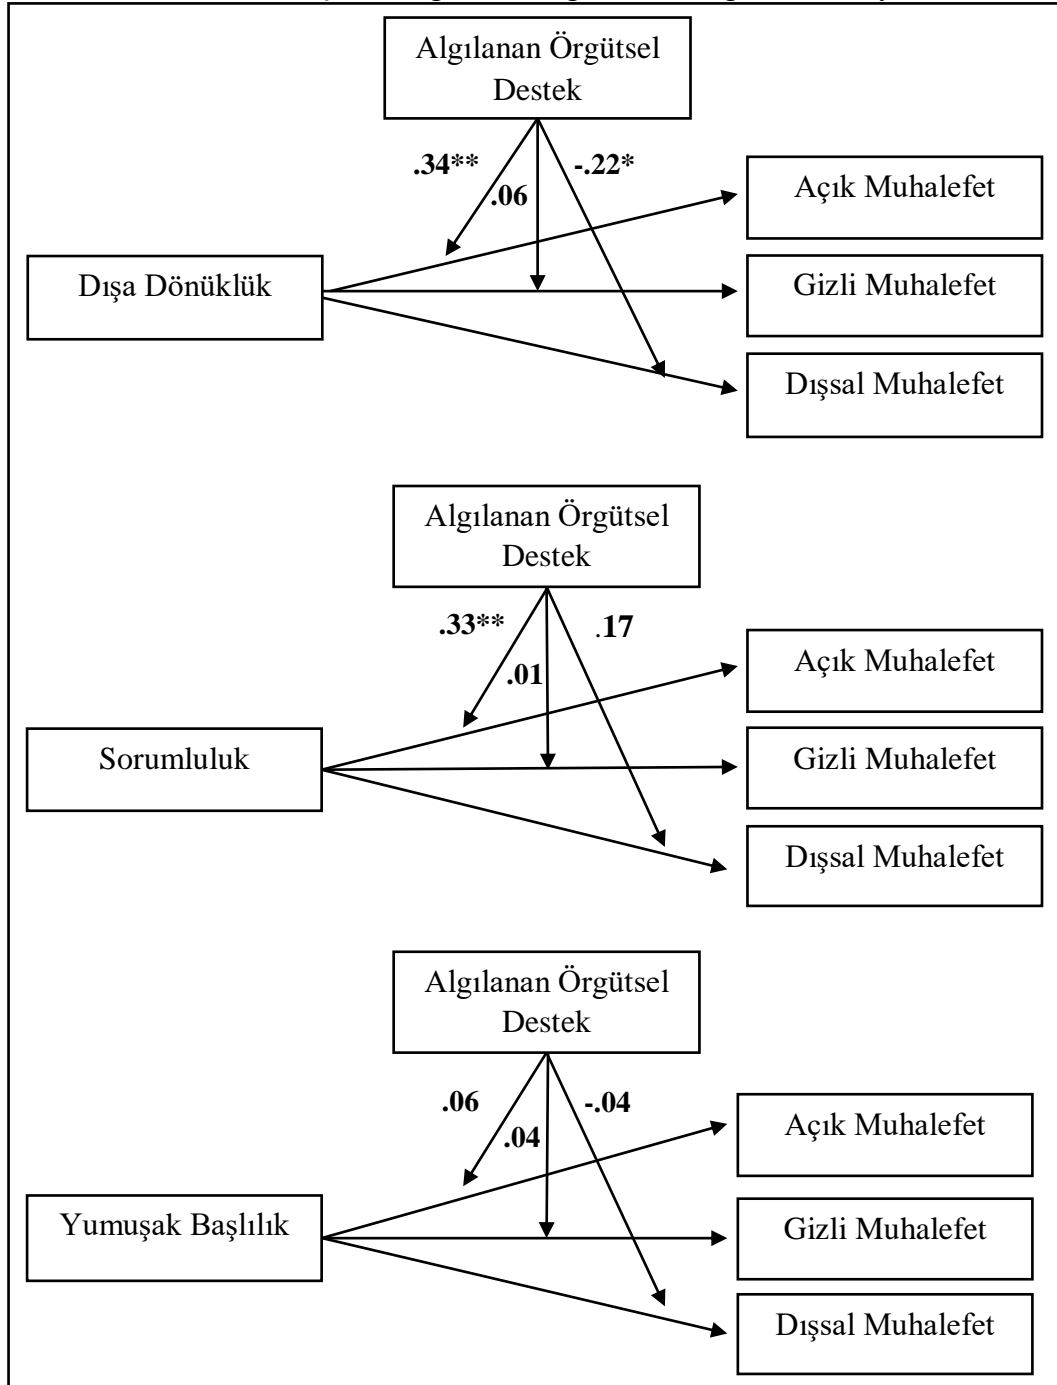 Algılanan Örgütsel
Destek
.34**
.06
-.22*
Açık Muhalefet
Dışa Dönüklük
Gizli Muhalefet
Dışsal Muhalefet
Algılanan Örgütsel
Destek
.33**
.01
.17
Açık Muhalefet
Sorumluluk
Gizli Muhalefet
Dışsal Muhalefet
Algılanan Örgütsel
Destek
.06
.04
-.04
Açık Muhalefet
Yumuşak Başlılık
Gizli Muhalefet
Dışsal Muhalefet